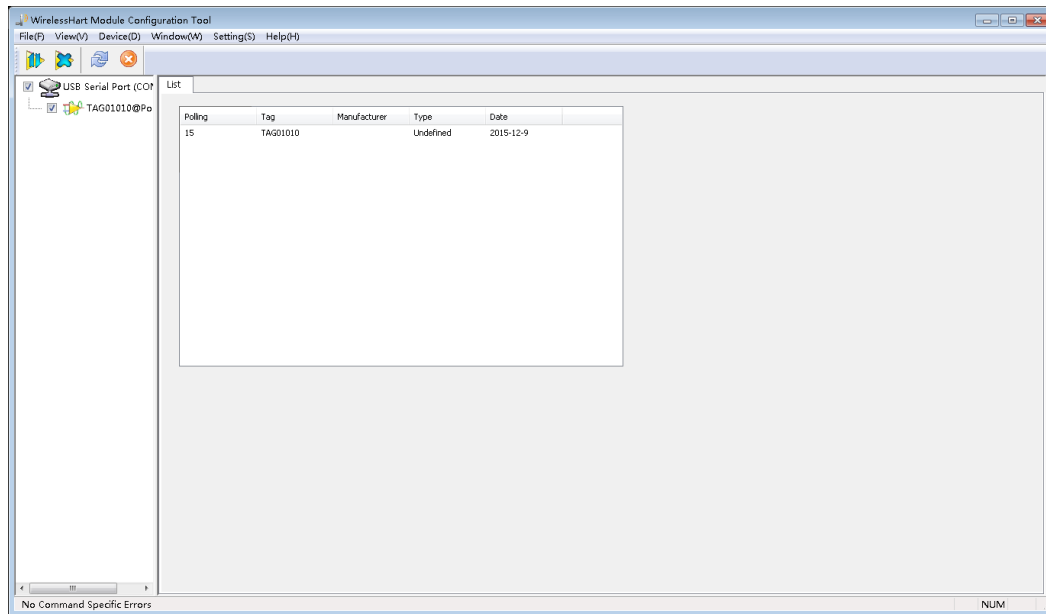 WirelessHart Module Configuration Tool
File(F) View(V) Device(D) Window(W) Setting(S) Help(H)
USB Serial Port (COM
TAG01010@Po
List
Polling Tag Manufacturer Type Date
15 TAG01010 Undefined 2015-12-9
No Command Specific Errors NUM